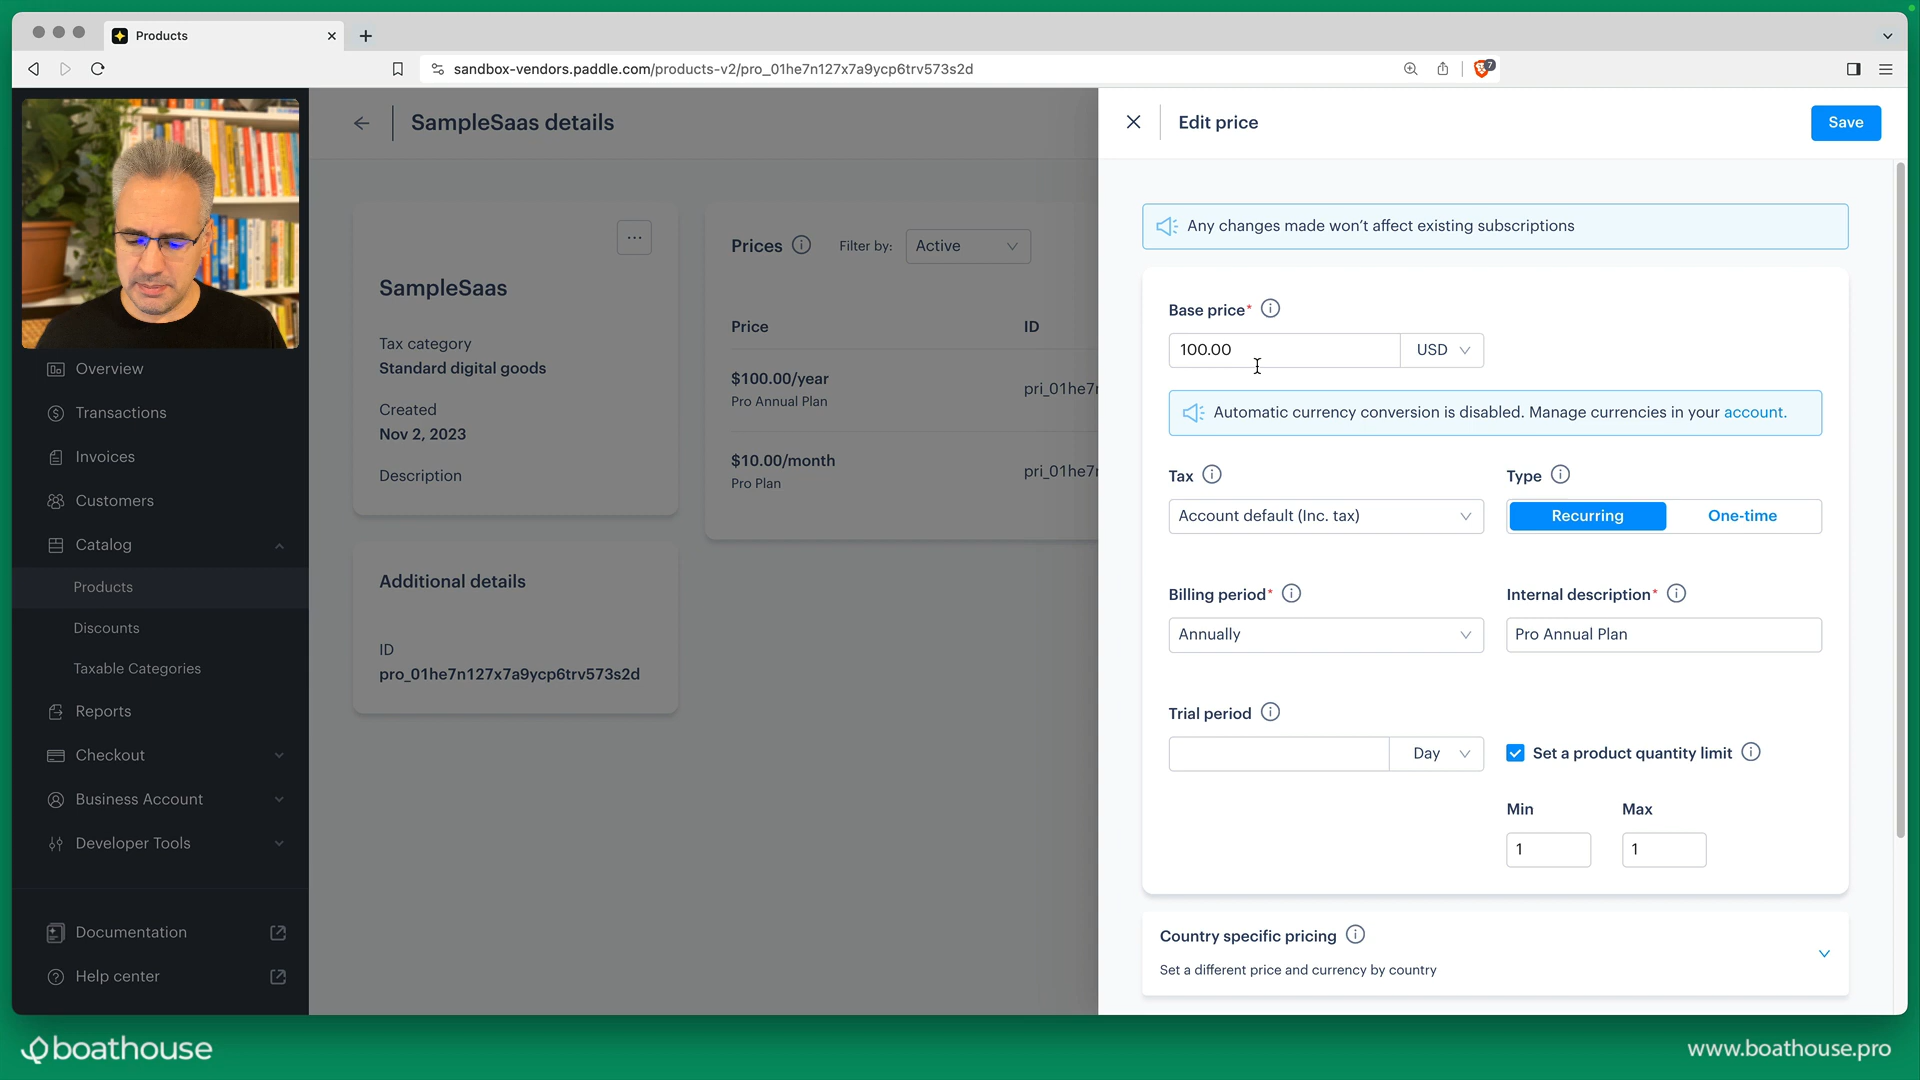 Products
sandbox-vendors.paddle.com/products-v2/pro_01he7n127x7a9ycp6trv573s2d
7
Overview
Transactions
Invoices
Customers
Catalog
Products
Discounts
Taxable Categories
Reports
Checkout
Business Account
Developer Tools
Documentation
Help center
SampleSaas details
SampleSaas
Tax category
Standard digital goods
Created
Nov 2, 2023
Description
Additional details
ID
pro_01he7n127x7a9ycp6trv573s2d
Prices
Filter by:
Active
Price
ID
$100.00/year
Pro Annual Plan
pri_01he7
$10.00/month
Pro Plan
pri_01he7
Edit price
Save
Any changes made won't affect existing subscriptions
Base price*
100.00
USD
Automatic currency conversion is disabled. Manage currencies in your account.
Tax
Type
Account default (Inc. tax)
Recurring
One-time
Billing period*
Internal description*
Annually
Pro Annual Plan
Trial period
Day
Set a product quantity limit
Min
Max
1
1
Country specific pricing
Set a different price and currency by country
boathouse
www.boathouse.pro